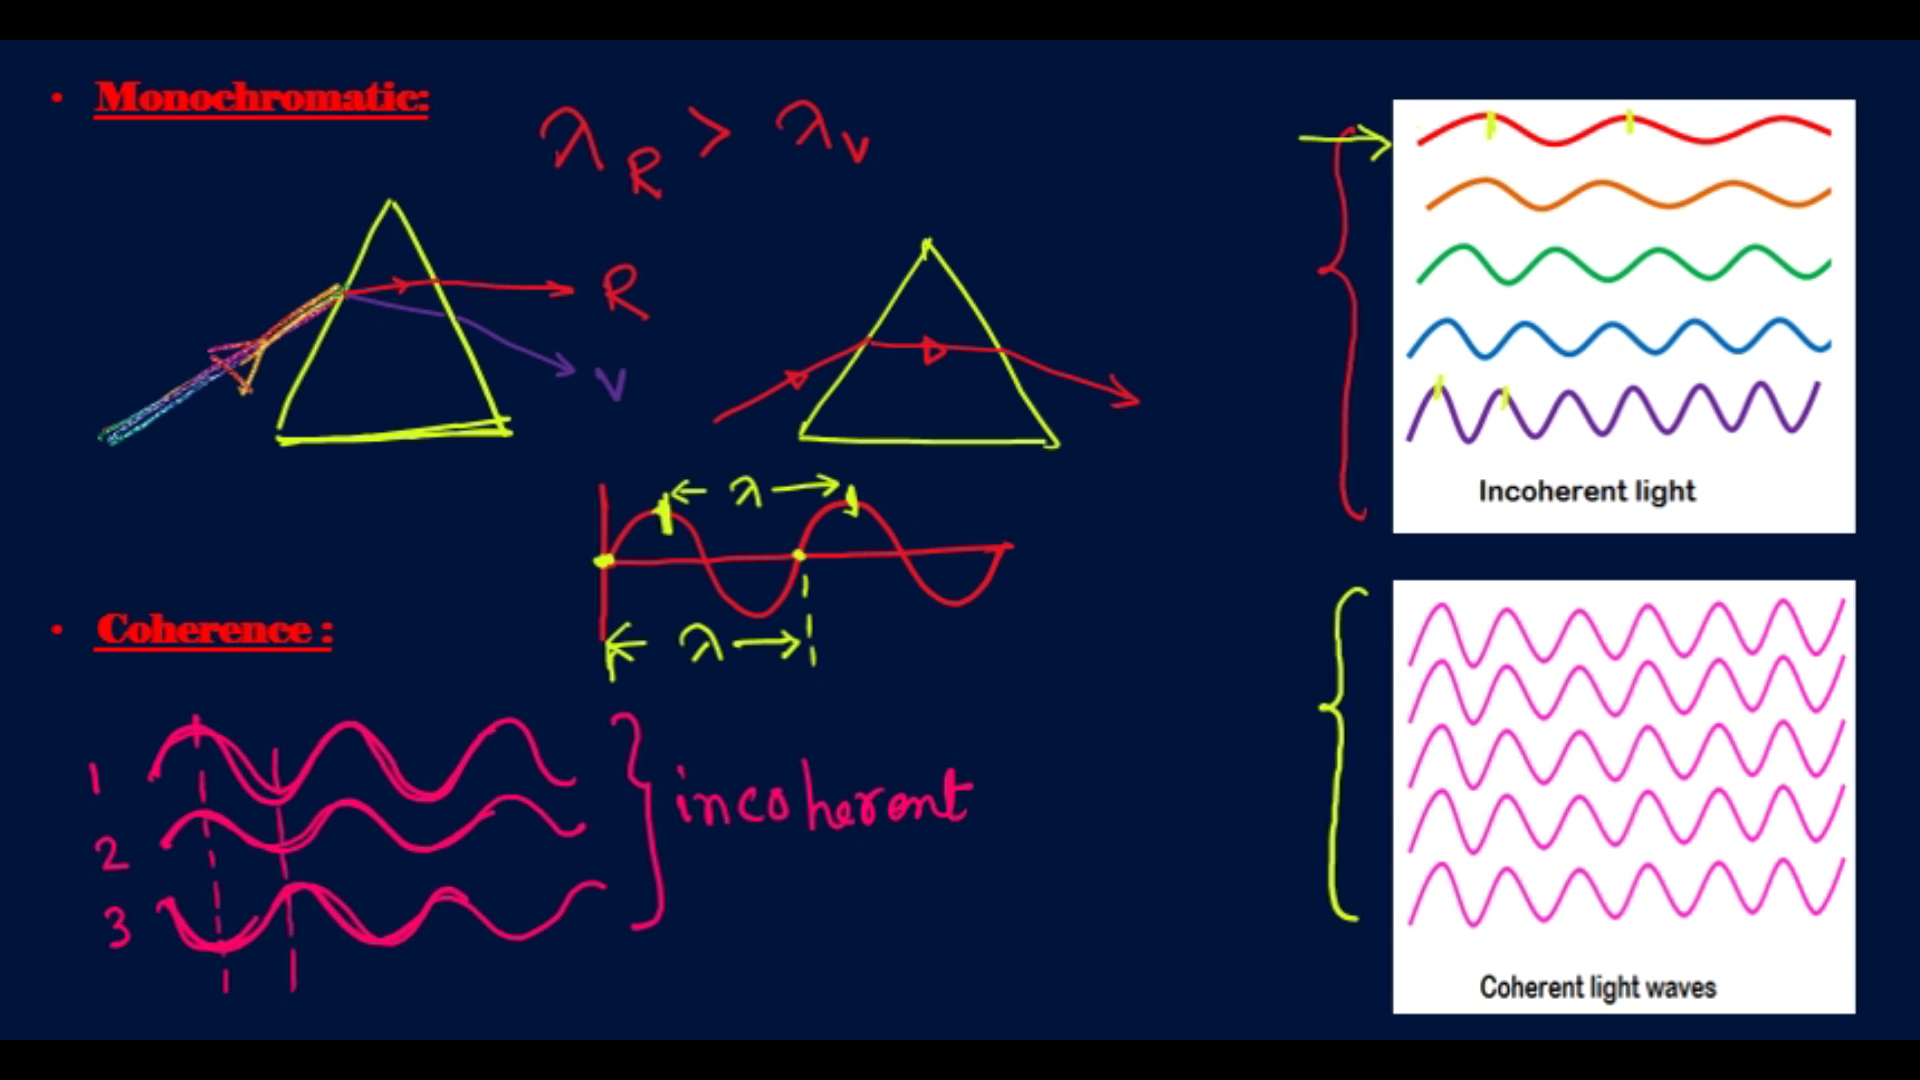 • Monochromatic:
λR > λV
R
V
λ
λ
Incoherent light
• Coherence :
1
2
3
incoherent
Coherent light waves